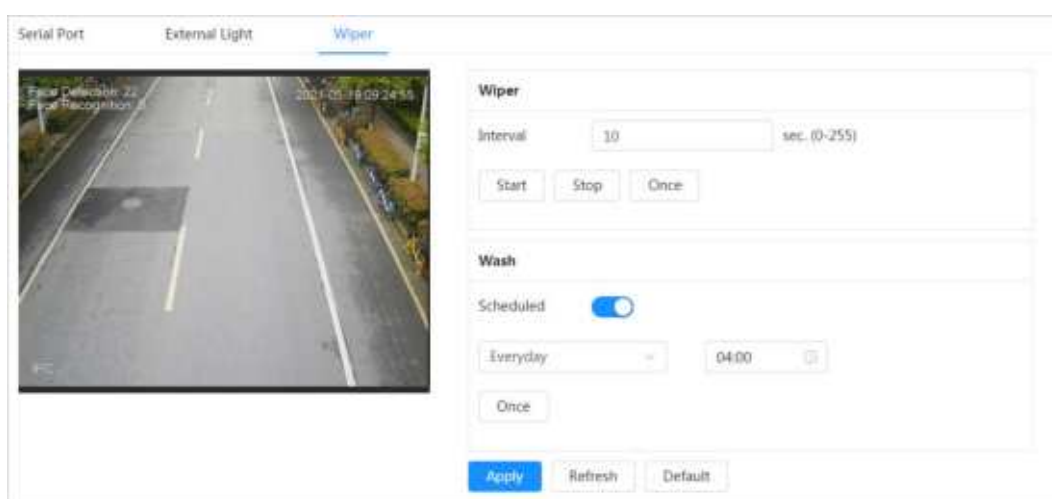 Serial Port
External Light
Wiper
Face Detection: 22
Face Recognition:
2021-05-19 09:24:55
Wiper
Interval
10
sec. (0-255)
Start
Stop
Once
Wash
Scheduled
Everyday
04:00
Once
Apply
Refresh
Default